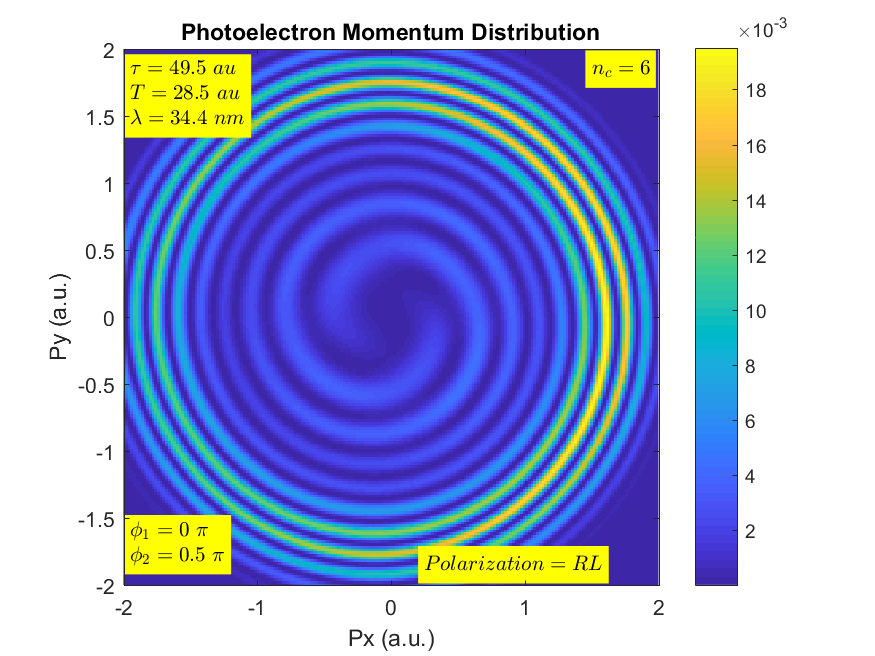 Photoelectron Momentum Distribution
×10⁻³
τ = 49.5 au
T = 28.5 au
λ = 34.4 nm
n_c = 6
ϕ₁ = 0 π
ϕ₂ = 0.5 π
Polarization = RL
2
1.5
1
0.5
0
-0.5
-1
-1.5
-2
Py (a.u.)
-2
-1
0
1
2
Px (a.u.)
18
16
14
12
10
8
6
4
2